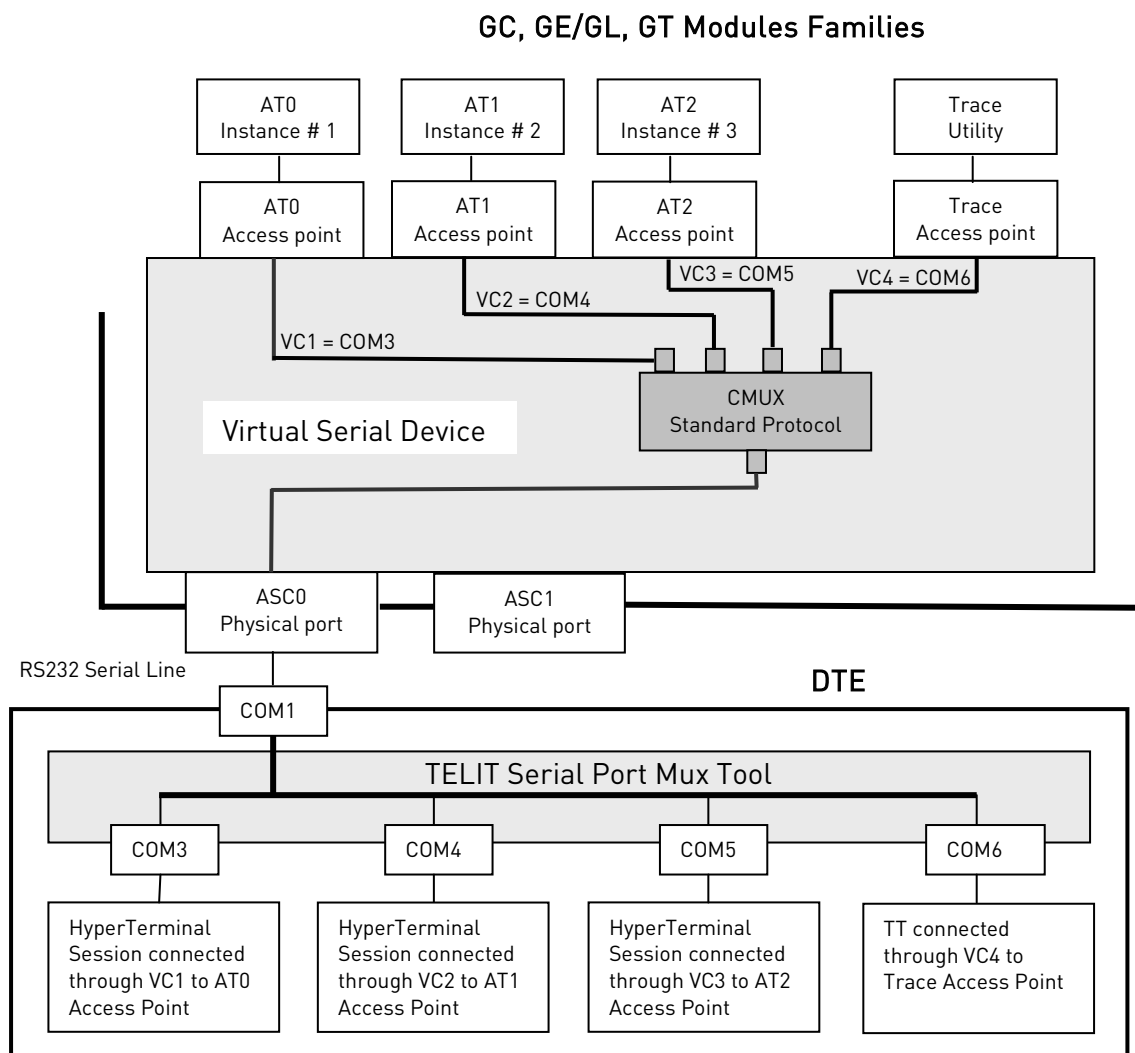 GC, GE/GL, GT Modules Families
AT0
Instance # 1
AT1
Instance # 2
AT2
Instance # 3
Trace
Utility
AT0
Access point
AT1
Access point
AT2
Access point
Trace
Access point
VC3 = COM5
VC4 = COM6
VC2 = COM4
VC1 = COM3
CMUX
Standard Protocol
Virtual Serial Device
ASC0
Physical port
ASC1
Physical port
RS232 Serial Line
DTE
COM1
TELIT Serial Port Mux Tool
COM3
COM4
COM5
COM6
HyperTerminal
Session connected
through VC1 to AT0
Access Point
HyperTerminal
Session connected
through VC2 to AT1
Access Point
HyperTerminal
Session connected
through VC3 to AT2
Access Point
TT connected
through VC4 to
Trace Access Point